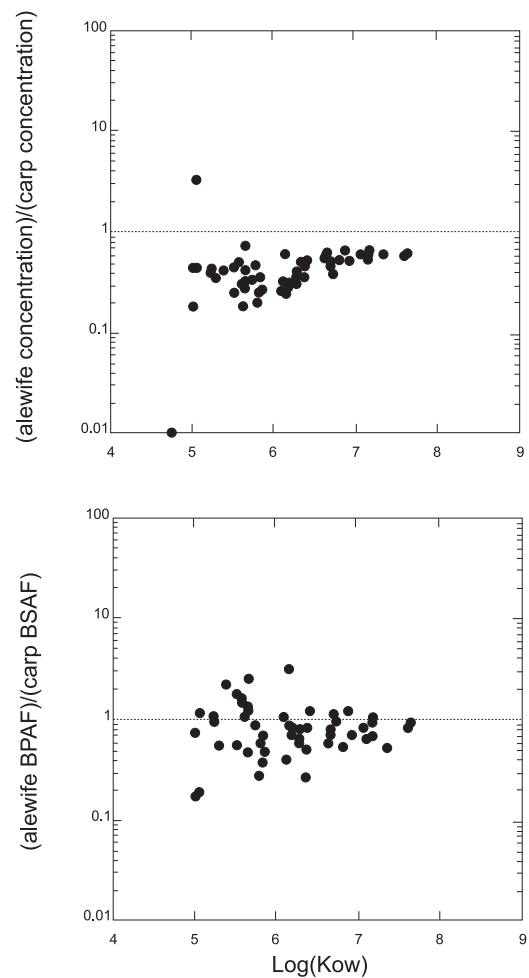 (alewife concentration)/(carp concentration)
100
10
1
0.1
0.01
4 5 6 7 8 9
(alewife BPAF)/(carp BSAF)
100
10
1
0.1
0.01
4 5 6 7 8 9
Log(Kow)